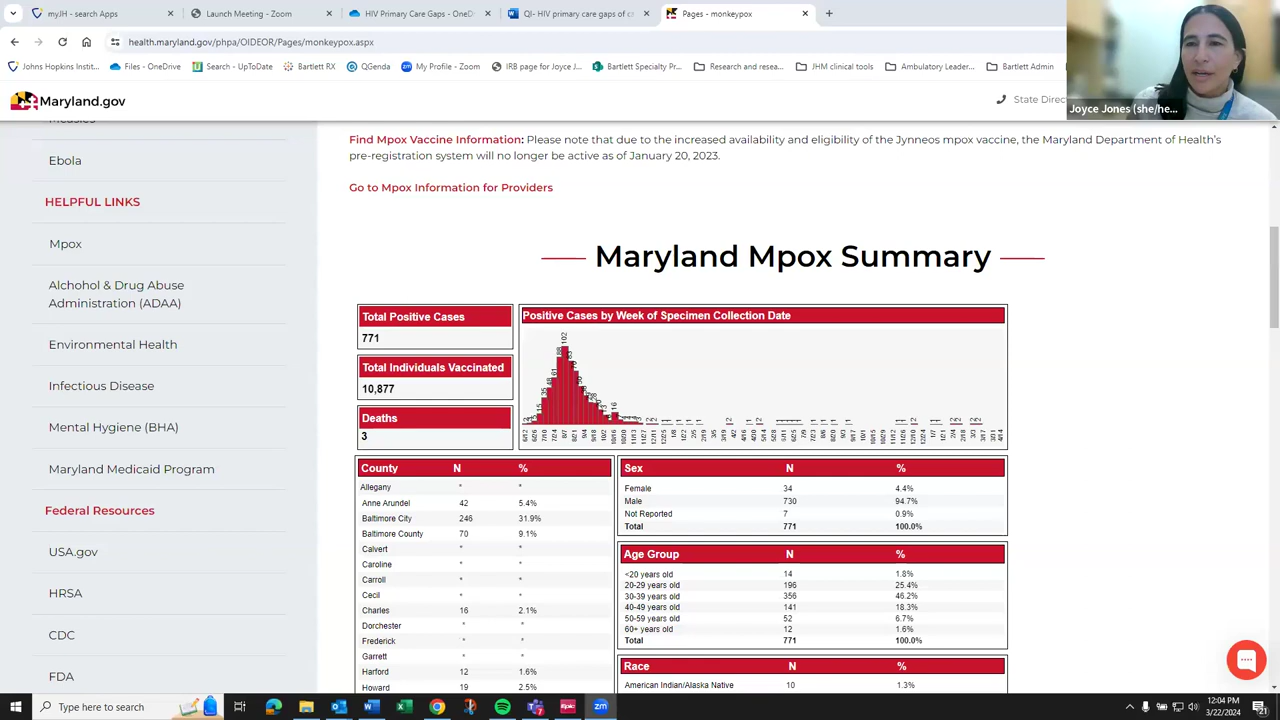 myJH - search Apps
Launch Meeting - Zoom
HIV Primary Care Gaps - OneD
QI- HIV primary care gaps of ca
Pages - monkeypox
health.maryland.gov/phpa/OIDEOR/Pages/monkeypox.aspx
Johns Hopkins Instit...
Files - OneDrive
Search - UpToDate
Bartlett RX
QGenda
My Profile - Zoom
IRB page for Joyce J...
Bartlett Specialty Pr...
Research and resea...
JHM clinical tools
Ambulatory Leader...
Bartlett Admin
Maryland.gov
State Direc
Joyce Jones (she/he...
Measles
Ebola
HELPFUL LINKS
Mpox
Alchohol & Drug Abuse
Administration (ADAA)
Environmental Health
Infectious Disease
Mental Hygiene (BHA)
Maryland Medicaid Program
Federal Resources
USA.gov
HRSA
CDC
FDA
Find Mpox Vaccine Information: Please note that due to the increased availability and eligibility of the Jynneos mpox vaccine, the Maryland Department of Health's
pre-registration system will no longer be active as of January 20, 2023.
Go to Mpox Information for Providers
Maryland Mpox Summary
Total Positive Cases
771
Total Individuals Vaccinated
10,877
Deaths
3
Positive Cases by Week of Specimen Collection Date
County N %
Allegany * *
Anne Arundel 42 5.4%
Baltimore City 246 31.9%
Baltimore County 70 9.1%
Calvert * *
Caroline * *
Carroll * *
Cecil * *
Charles 16 2.1%
Dorchester * *
Frederick * *
Garrett * *
Harford 12 1.6%
Howard 19 2.5%
Sex N %
Female 34 4.4%
Male 730 94.7%
Not Reported 7 0.9%
Total 771 100.0%
Age Group N %
<20 years old 14 1.8%
20-29 years old 196 25.4%
30-39 years old 356 46.2%
40-49 years old 141 18.3%
50-59 years old 52 6.7%
60+ years old 12 1.6%
Total 771 100.0%
Race N %
American Indian/Alaska Native 10 1.3%
Type here to search
12:04 PM
3/22/2024
21